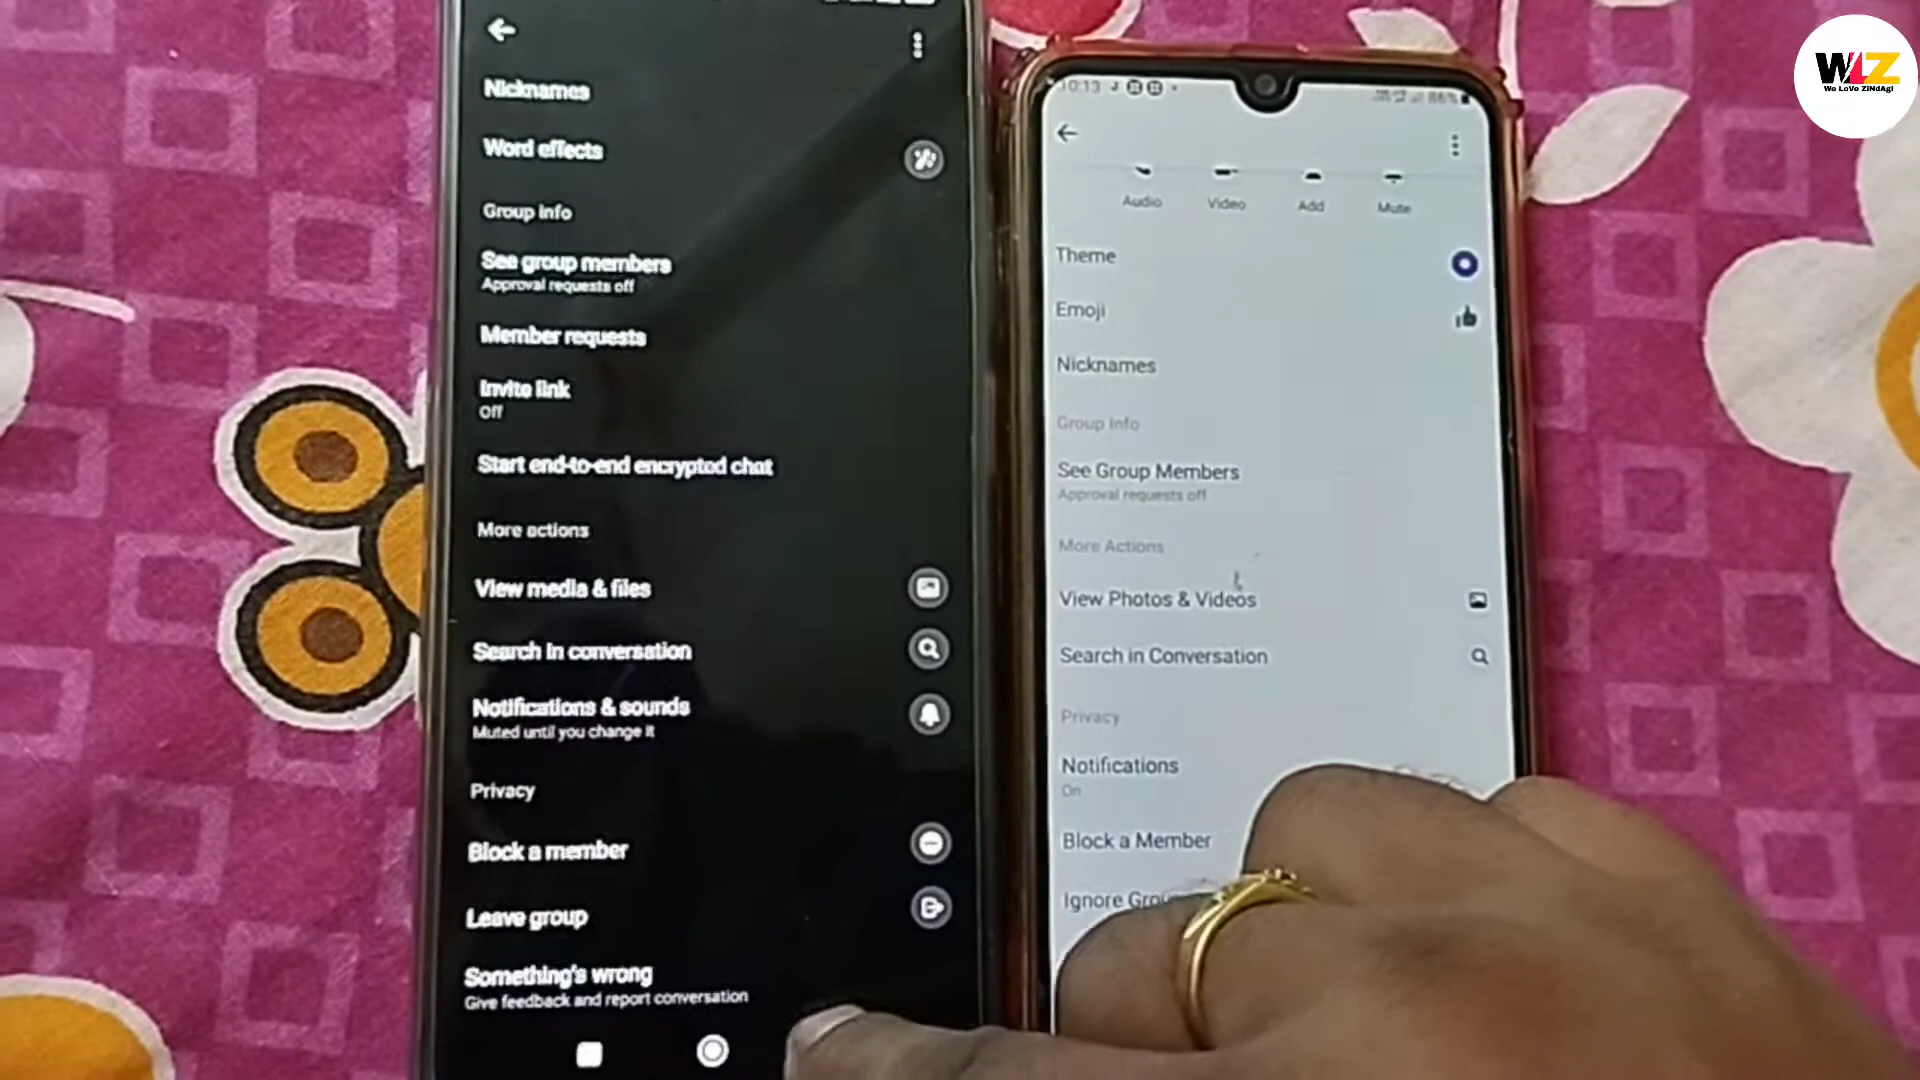 Nicknames
Word effects
Group info
See group members
Approval requests off
Member requests
Invite link
Off
Start end-to-end encrypted chat
More actions
View media & files
Search in conversation
Notifications & sounds
Muted until you change it
Privacy
Block a member
Leave group
Something's wrong
Give feedback and report conversation
10:13
86%
Audio
Video
Add
Mute
Theme
Emoji
Nicknames
Group Info
See Group Members
Approval requests off
More Actions
View Photos & Videos
Search in Conversation
Privacy
Notifications
On
Block a Member
Ignore
WLZ
We LoVe ZiNdAgI